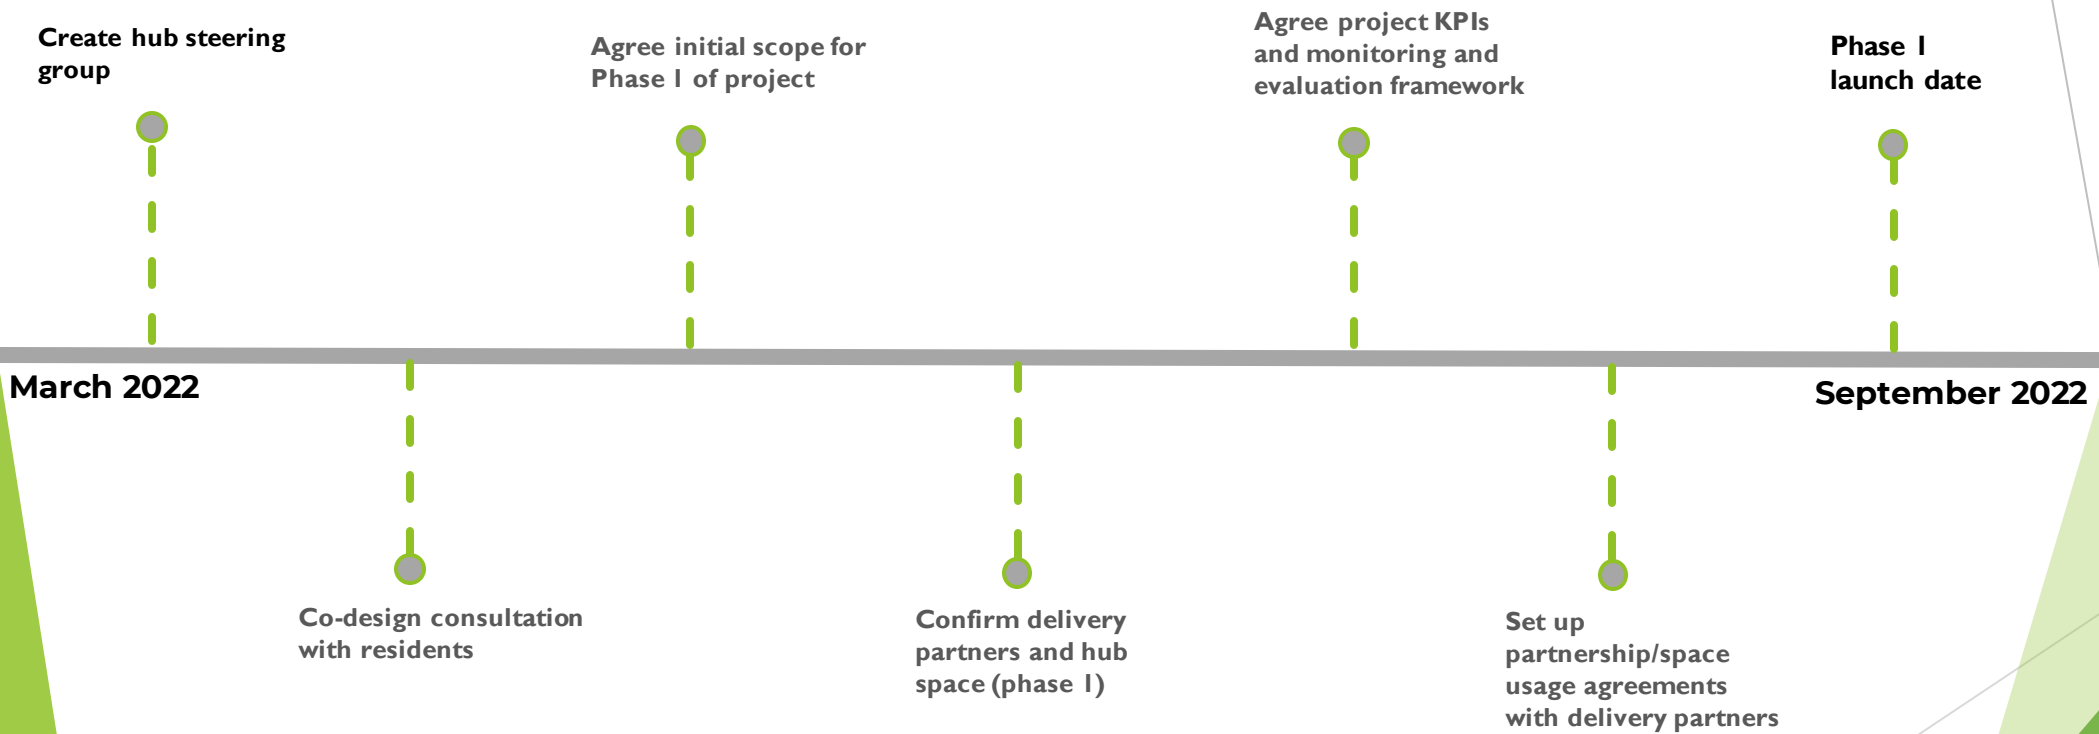 Create hub steering
group
Agree initial scope for
Phase 1 of project
Agree project KPIs
and monitoring and
evaluation framework
Phase 1
launch date
March 2022
September 2022
Co-design consultation
with residents
Confirm delivery
partners and hub
space (phase 1)
Set up
partnership/space
usage agreements
with delivery partners